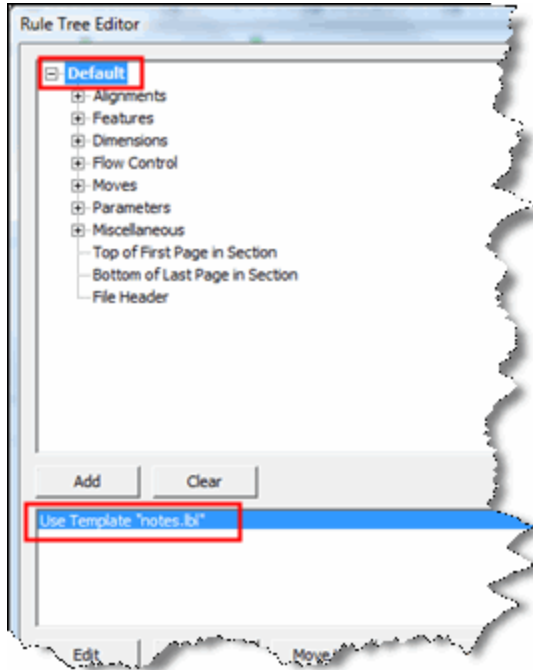 Rule Tree Editor
Default
Alignments
Features
Dimensions
Flow Control
Moves
Parameters
Miscellaneous
Top of First Page in Section
Bottom of Last Page in Section
File Header
Add Clear
Use Template "notes.lbl"
Edit Move